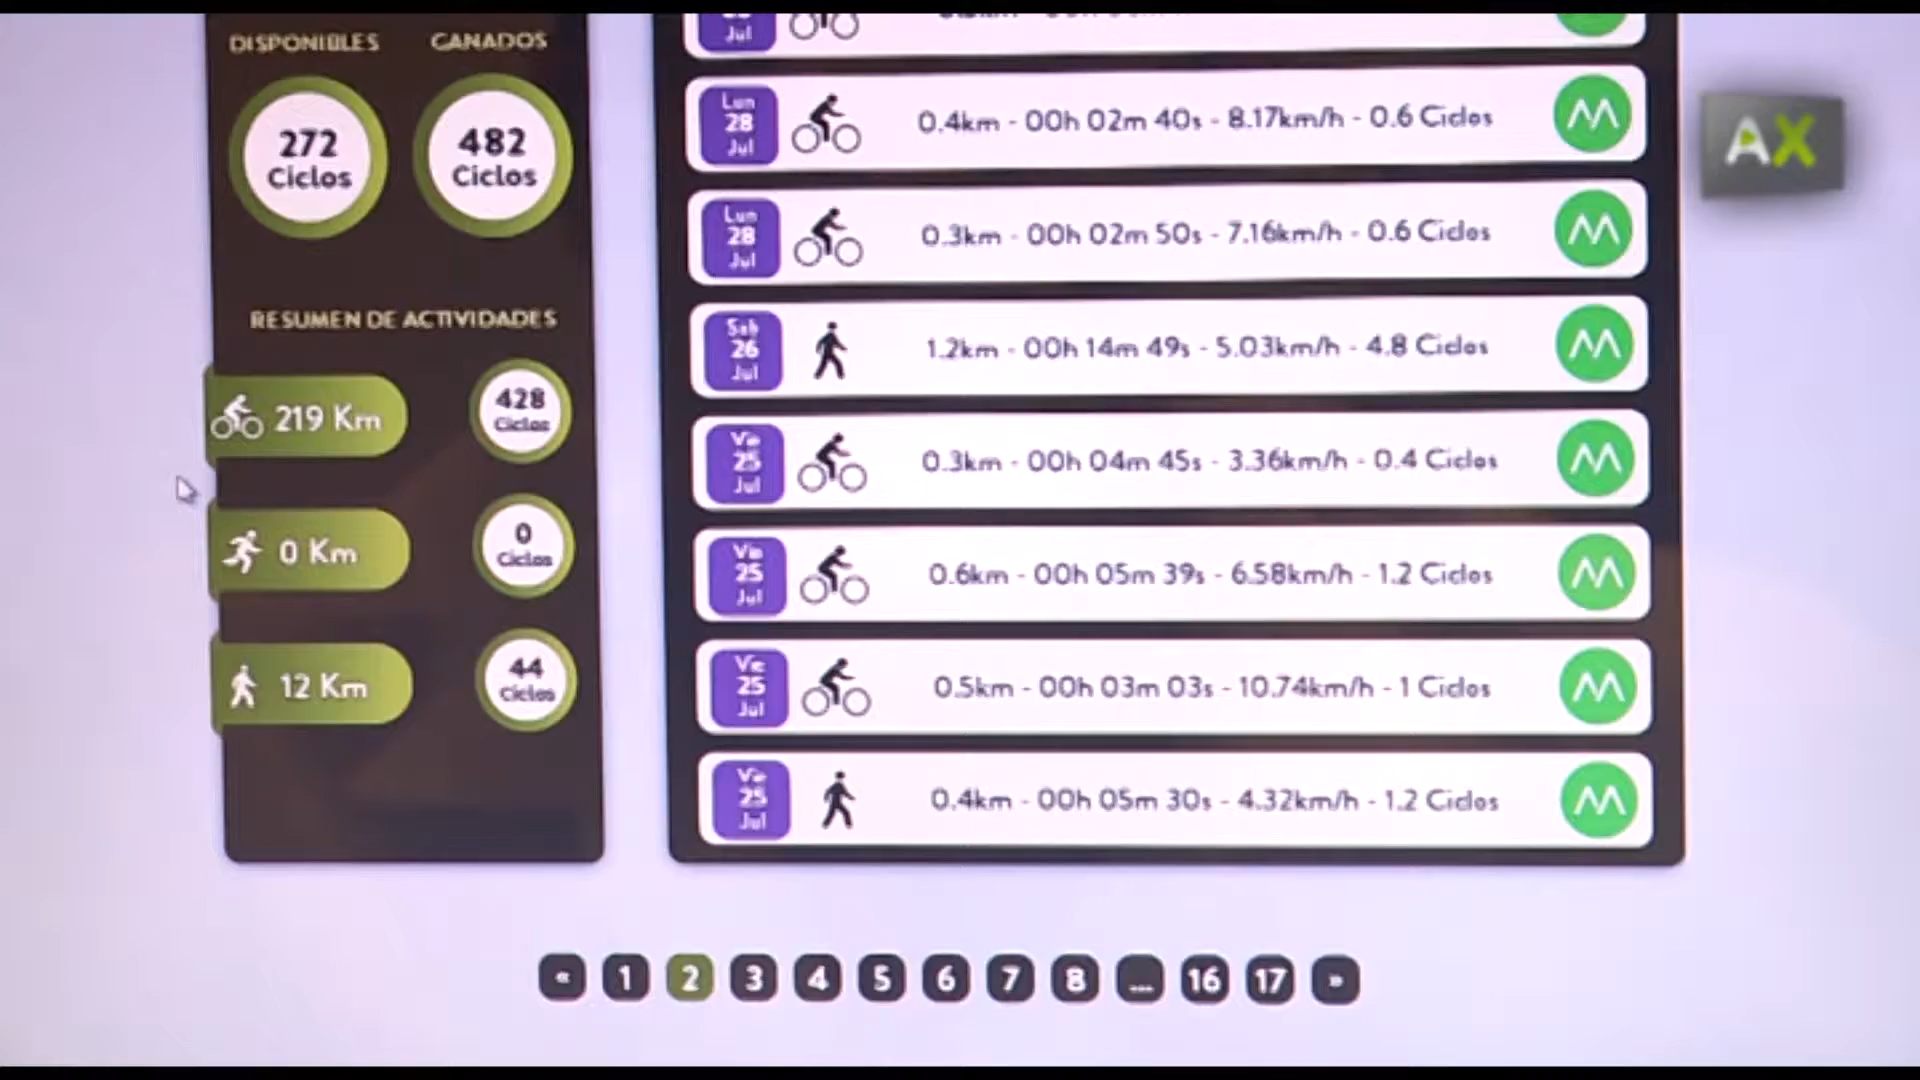 DISPONIBLES GANADOS
272 Ciclos
482 Ciclos
RESUMEN DE ACTIVIDADES
219 Km 428 Ciclos
0 Km 0 Ciclos
12 Km 44 Ciclos
Jul
Lun 28 Jul 0.4km - 00h 02m 40s - 8.17km/h - 0.6 Ciclos
Lun 28 Jul 0.3km - 00h 02m 50s - 7.16km/h - 0.6 Ciclos
Sab 26 Jul 1.2km - 00h 14m 49s - 5.03km/h - 4.8 Ciclos
Vie 25 Jul 0.3km - 00h 04m 45s - 3.36km/h - 0.4 Ciclos
Vie 25 Jul 0.6km - 00h 05m 39s - 6.58km/h - 1.2 Ciclos
Vie 25 Jul 0.5km - 00h 03m 03s - 10.74km/h - 1 Ciclos
Vie 25 Jul 0.4km - 00h 05m 30s - 4.32km/h - 1.2 Ciclos
AX
« 1 2 3 4 5 6 7 8 ... 16 17 »